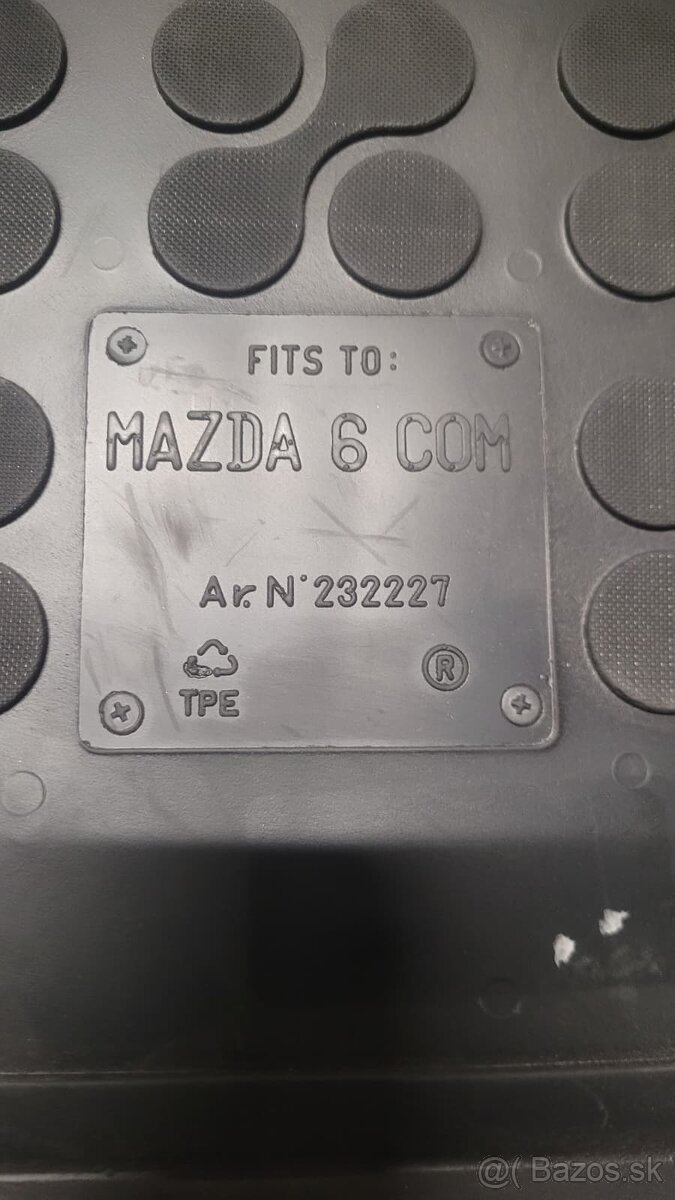 FITS TO:
MAZDA 6 COM
Ar. N°232227
TPE
®
@( Bazos.sk